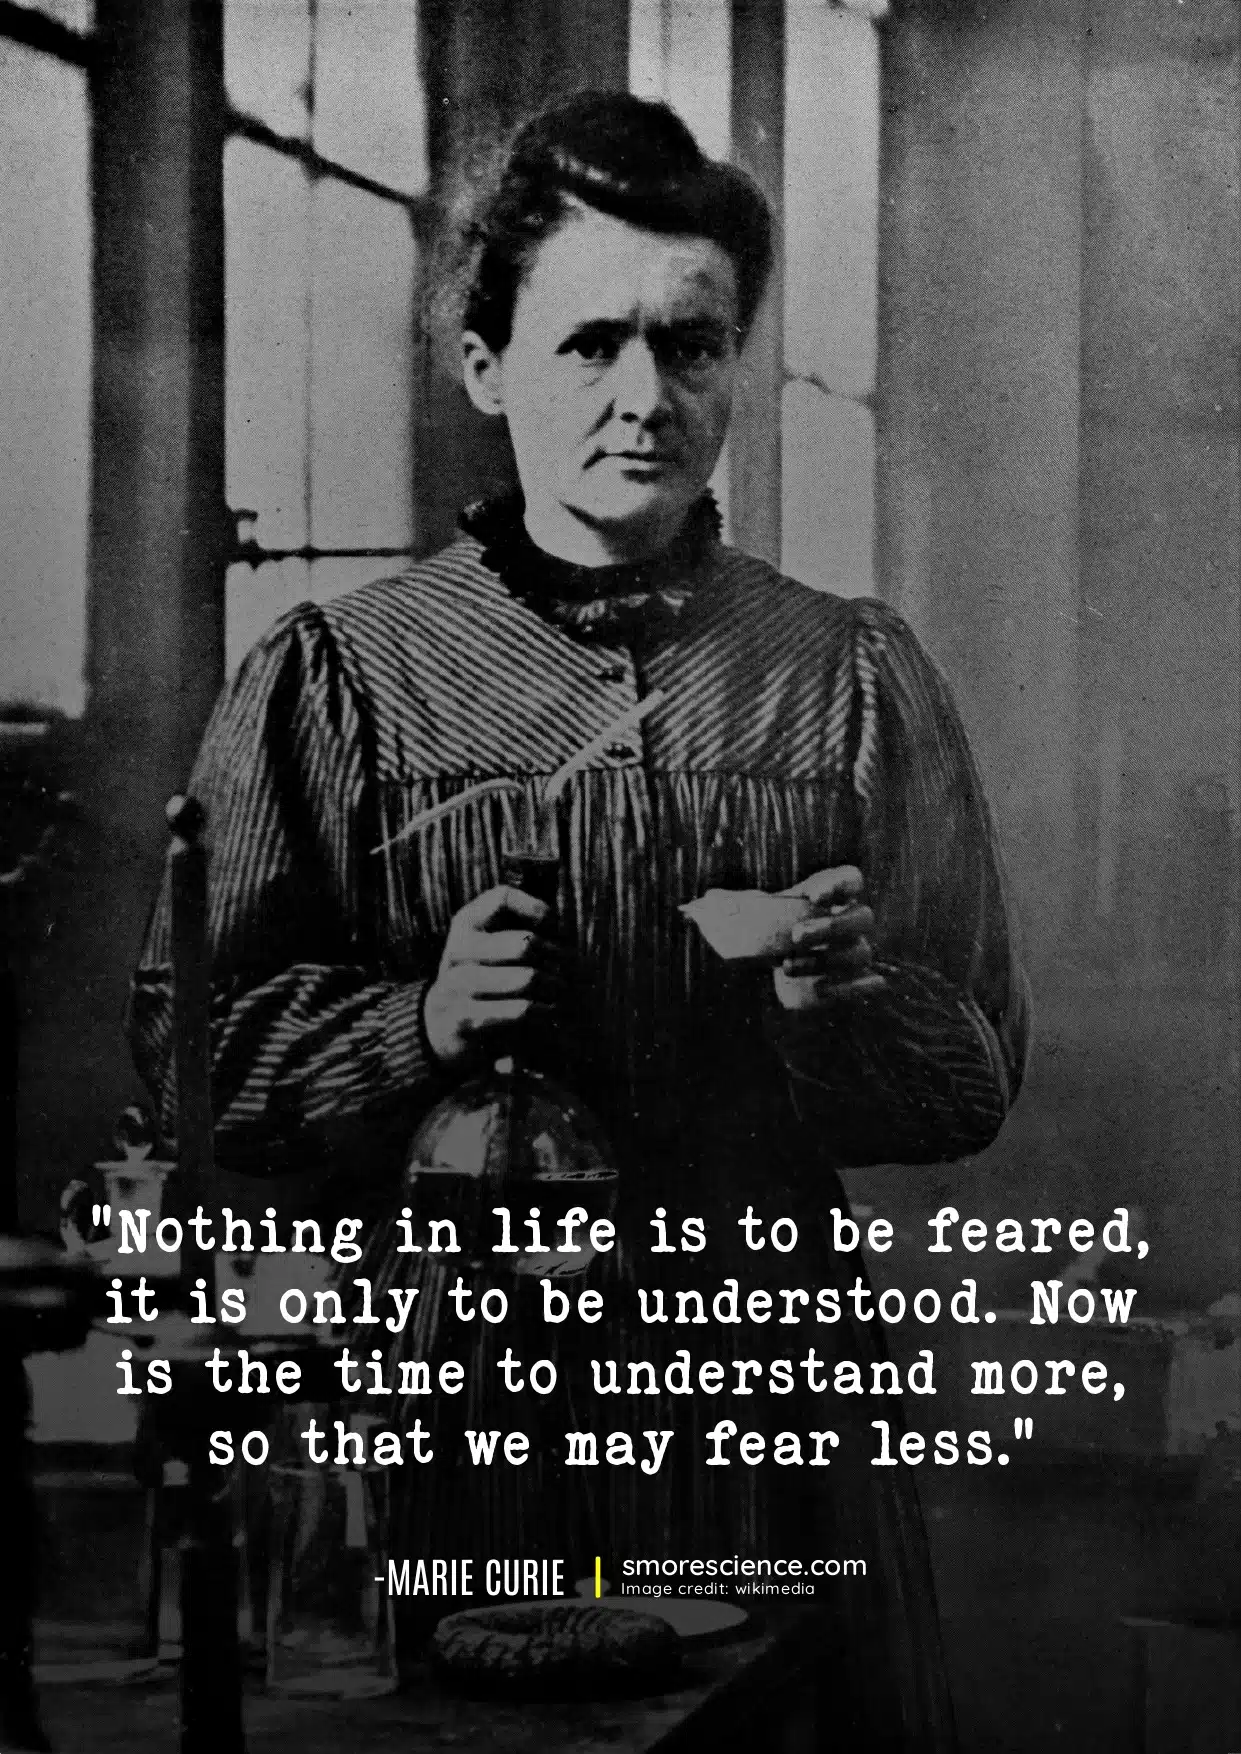 "Nothing in life is to be feared,
it is only to be understood. Now
is the time to understand more,
so that we may fear less."
-MARIE CURIE
smorescience.com
Image credit: wikimedia